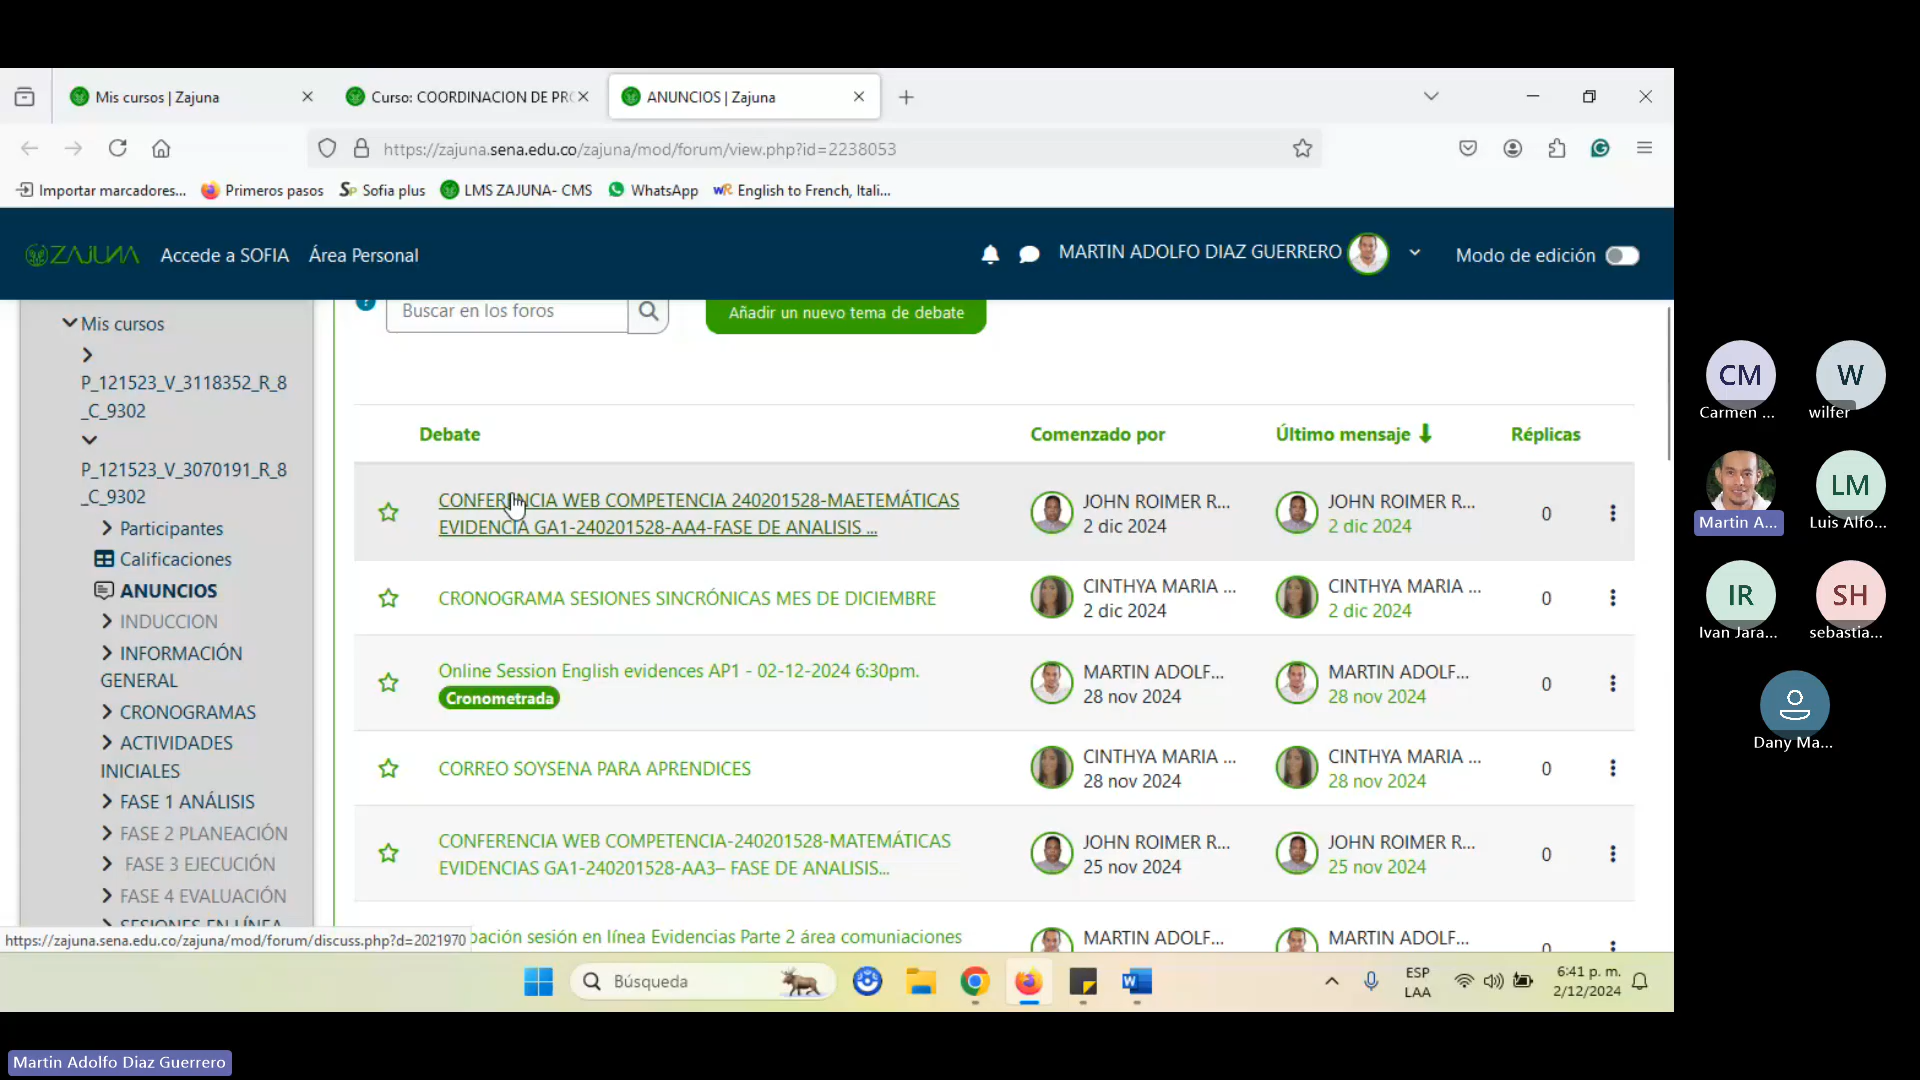 Mis cursos | Zajuna
Curso: COORDINACION DE PRO
ANUNCIOS | Zajuna
https://zajuna.sena.edu.co/zajuna/mod/forum/view.php?id=2238053
Importar marcadores...
Primeros pasos
Sofia plus
LMS ZAJUNA- CMS
WhatsApp
English to French, Itali...
ZAJUNA
Accede a SOFIA
Área Personal
MARTIN ADOLFO DIAZ GUERRERO
Modo de edición
Mis cursos
P_121523_V_3118352_R_8
_C_9302
P_121523_V_3070191_R_8
_C_9302
Participantes
Calificaciones
ANUNCIOS
INDUCCION
INFORMACIÓN
GENERAL
CRONOGRAMAS
ACTIVIDADES
INICIALES
FASE 1 ANÁLISIS
FASE 2 PLANEACIÓN
FASE 3 EJECUCIÓN
FASE 4 EVALUACIÓN
SESIONES EN LÍNEA
https://zajuna.sena.edu.co/zajuna/mod/forum/discuss.php?d=2021970
?
Buscar en los foros
Añadir un nuevo tema de debate
Debate
Comenzado por
Último mensaje
Réplicas
CONFERENCIA WEB COMPETENCIA 240201528-MAETEMÁTICAS
EVIDENCIA GA1-240201528-AA4-FASE DE ANALISIS ...
JOHN ROIMER R...
2 dic 2024
JOHN ROIMER R...
2 dic 2024
0
CRONOGRAMA SESIONES SINCRÓNICAS MES DE DICIEMBRE
CINTHYA MARIA ...
2 dic 2024
CINTHYA MARIA ...
2 dic 2024
0
Online Session English evidences AP1 - 02-12-2024 6:30pm.
Cronometrada
MARTIN ADOLF...
28 nov 2024
MARTIN ADOLF...
28 nov 2024
0
CORREO SOYSENA PARA APRENDICES
CINTHYA MARIA ...
28 nov 2024
CINTHYA MARIA ...
28 nov 2024
0
CONFERENCIA WEB COMPETENCIA-240201528-MATEMÁTICAS
EVIDENCIAS GA1-240201528-AA3– FASE DE ANALISIS...
JOHN ROIMER R...
25 nov 2024
JOHN ROIMER R...
25 nov 2024
0
sesión en línea Evidencias Parte 2 área comuniaciones
MARTIN ADOLF...
MARTIN ADOLF...
0
Búsqueda
ESP
LAA
6:41 p. m.
2/12/2024
CM
Carmen ...
W
wilfer
Martin A...
LM
Luis Alfo...
IR
Ivan Jara...
SH
sebastia...
Dany Ma...
Martin Adolfo Diaz Guerrero